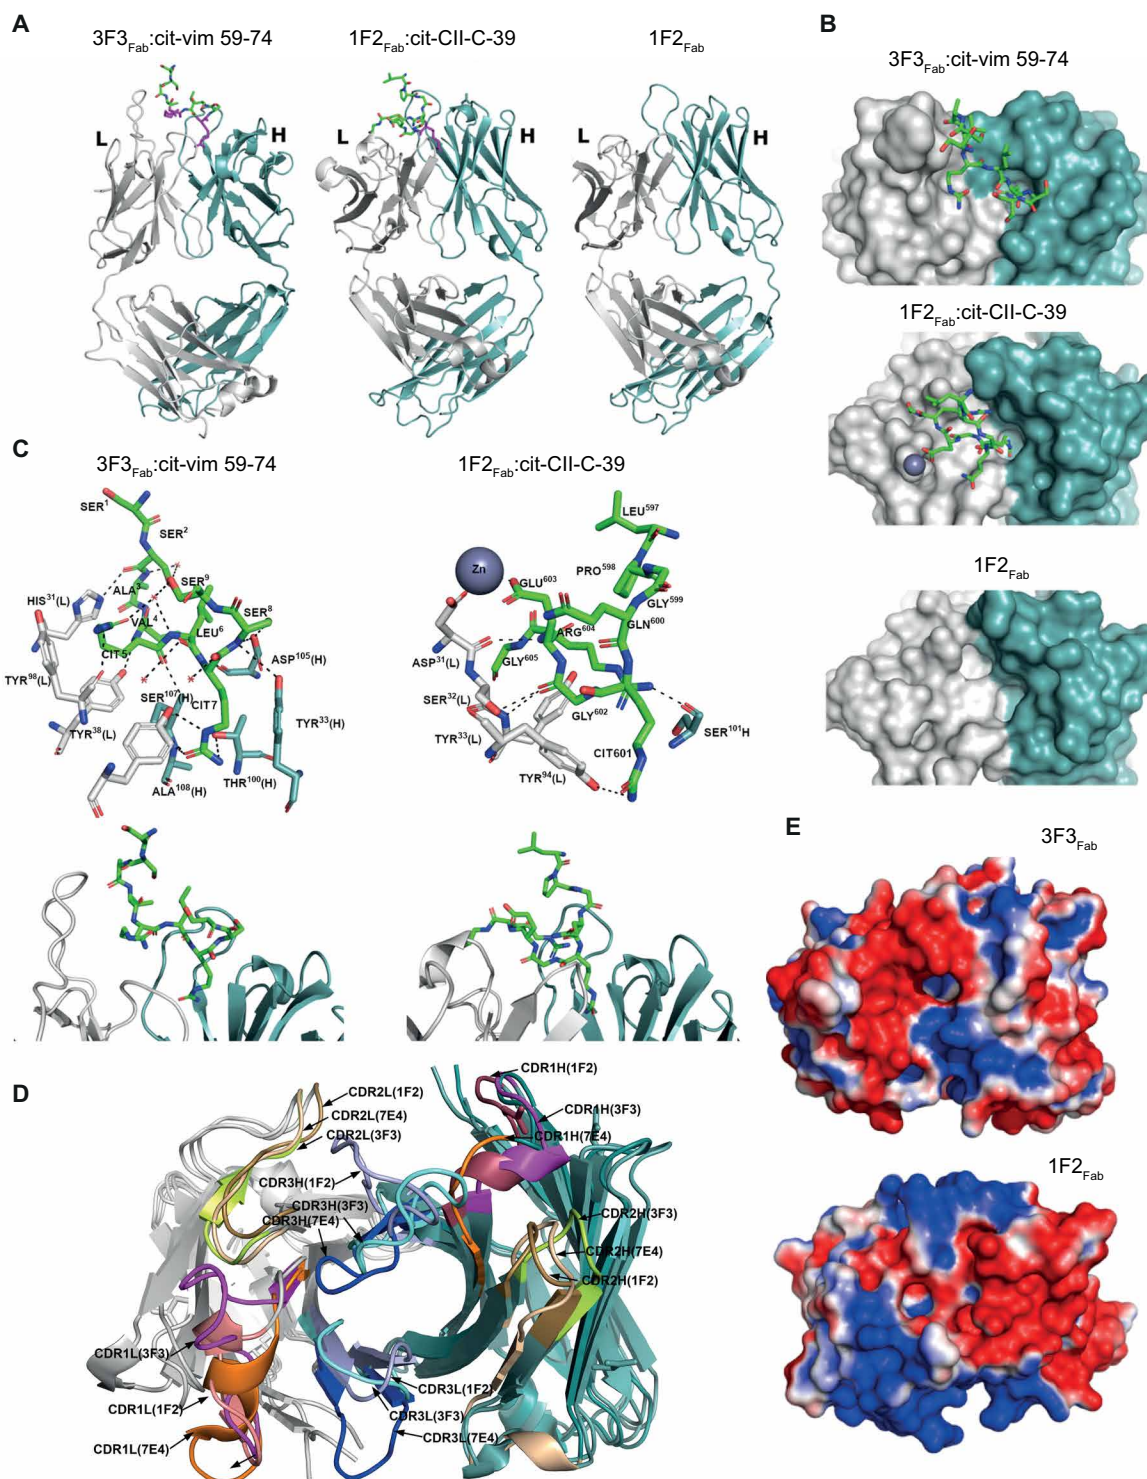 A
3F3Fab:cit-vim 59-74
1F2Fab:cit-CII-C-39
1F2Fab
L
H
L
H
L
H
B
3F3Fab:cit-vim 59-74
1F2Fab:cit-CII-C-39
1F2Fab
C
3F3Fab:cit-vim 59-74
1F2Fab:cit-CII-C-39
SER1
SER2
SER9
ALA3
HIS31(L)
VAL4
SER8
LEU6
CIT5
ASP105(H)
TYR98(L)
SER107(H)
CIT7
TYR33(H)
TYR38(L)
THR100(H)
ALA108(H)
LEU597
Zn
PRO598
GLU603
GLY599
ARG604
GLN600
ASP31(L)
GLY605
SER32(L)
GLY602
TYR33(L)
SER101H
CIT601
TYR94(L)
D
CDR1H(1F2)
CDR2L(1F2)
CDR1H(3F3)
CDR2L(7E4)
CDR2L(3F3)
CDR1H(7E4)
CDR3H(1F2)
CDR3H(3F3)
CDR2H(3F3)
CDR3H(7E4)
CDR2H(7E4)
CDR2H(1F2)
CDR1L(3F3)
CDR3L(1F2)
CDR1L(1F2)
CDR3L(3F3)
CDR3L(7E4)
CDR1L(7E4)
E
3F3Fab
1F2Fab